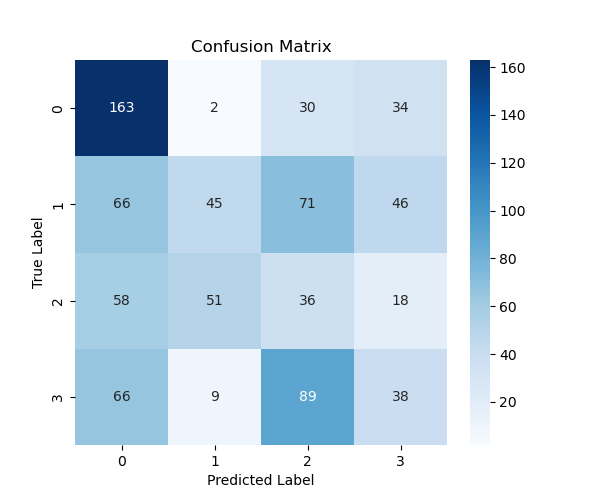 Confusion Matrix
0 163 2 30 34
1 66 45 71 46
2 58 51 36 18
3 66 9 89 38
0 1 2 3
Predicted Label
True Label
160
140
120
100
80
60
40
20